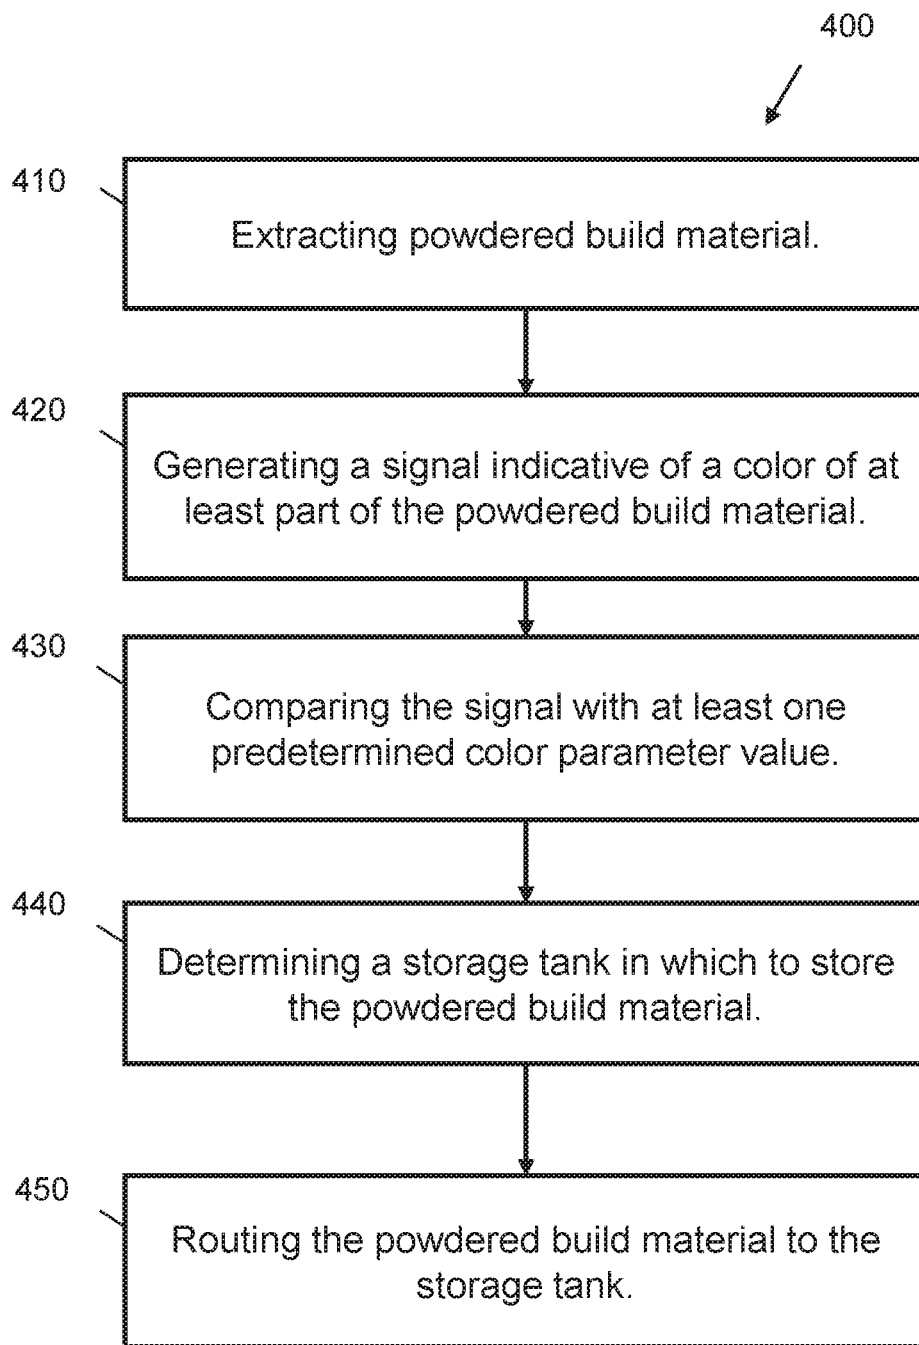 400
410
Extracting powdered build material.
420
Generating a signal indicative of a color of at
least part of the powdered build material.
430
Comparing the signal with at least one
predetermined color parameter value.
440
Determining a storage tank in which to store
the powdered build material.
450
Routing the powdered build material to the
storage tank.